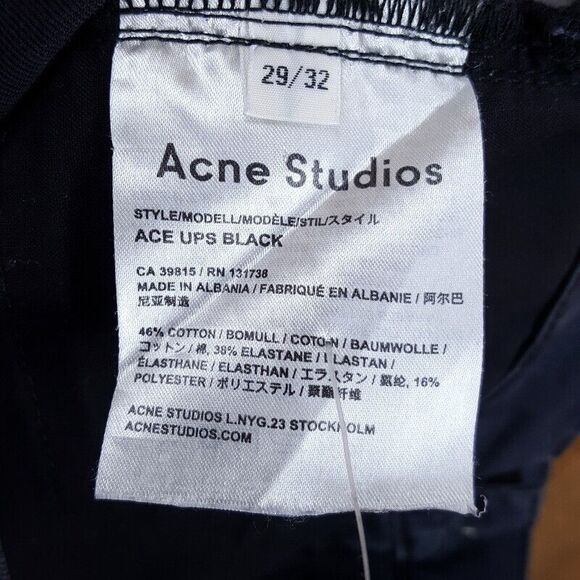 29/32
Acne Studios
STYLE/MODELL/MODÈLE/STIL/スタイル
ACE UPS BLACK
CA 39815 / RN 131738
MADE IN ALBANIA / FABRIQUÉ EN ALBANIE / 阿尔巴
尼亚制造
46% COTTON / BOMULL / COTON / BAUMWOLLE /
コットン / 棉, 38% ELASTANE / ELASTAN /
ÉLASTHANE / ELASTHAN / エラスタン / 氨纶, 16%
POLYESTER / ポリエステル / 聚酯纤维
ACNE STUDIOS L.NYG.23 STOCKHOLM
ACNESTUDIOS.COM